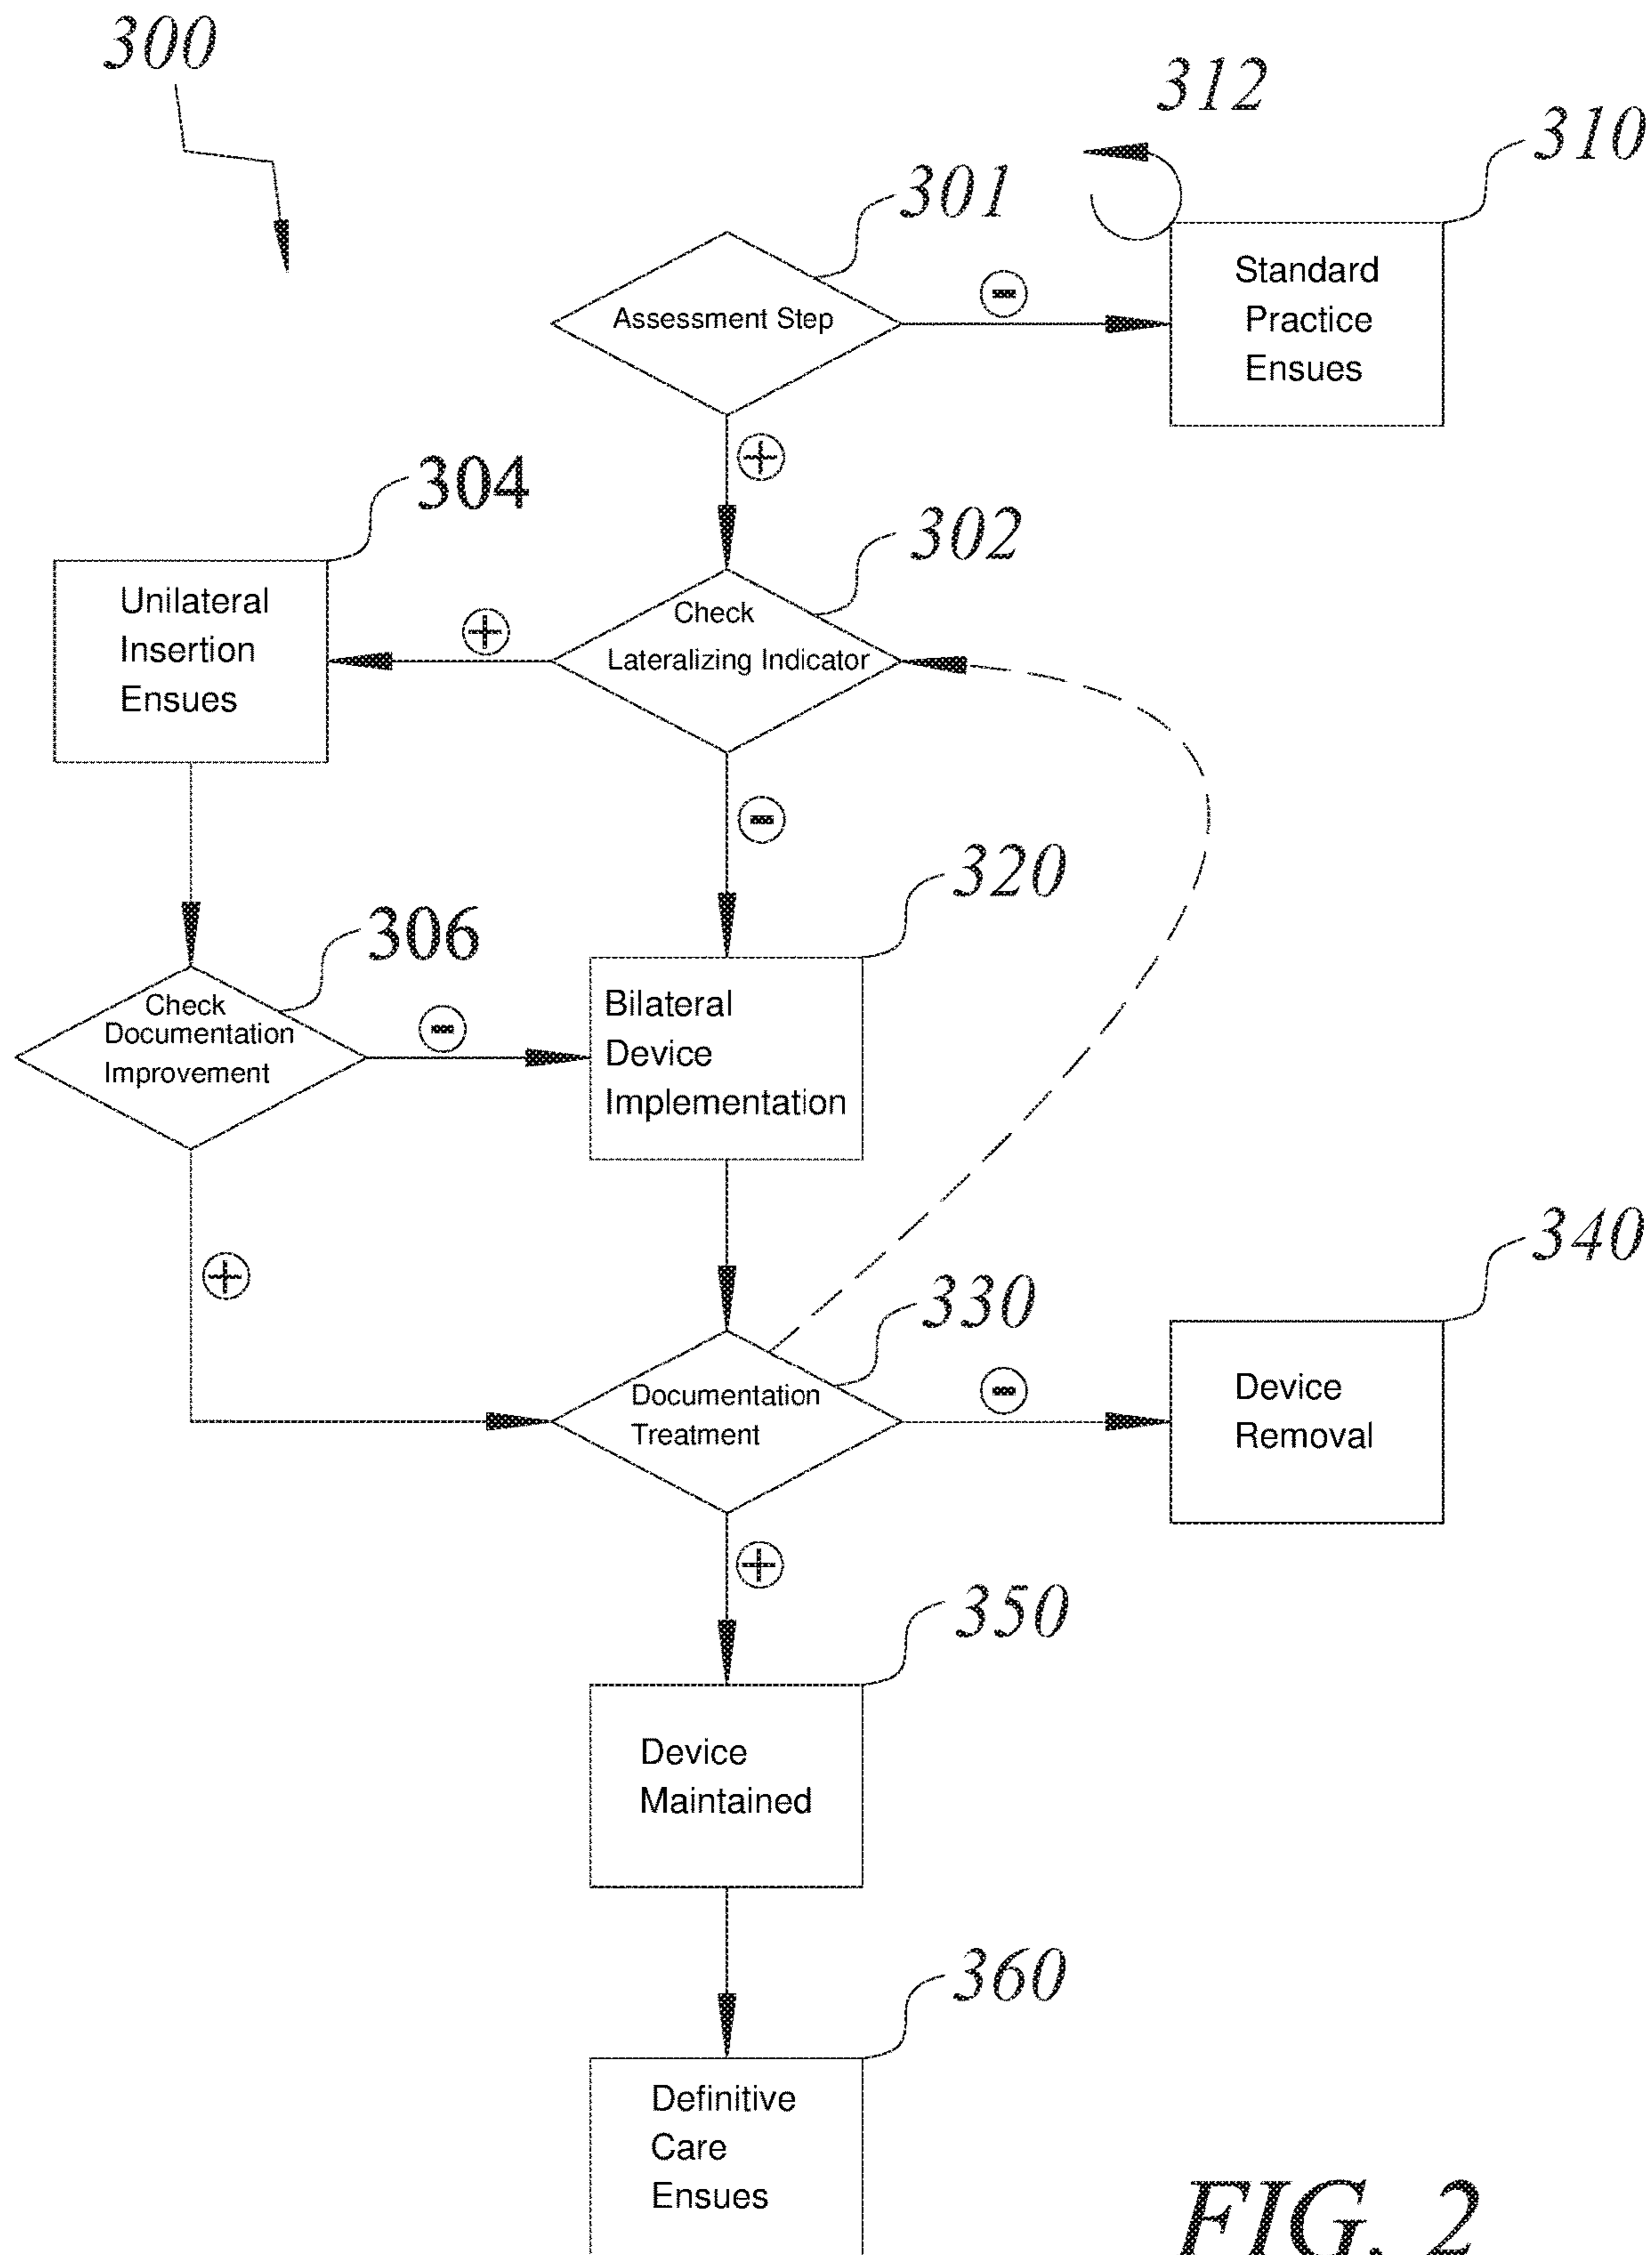 300
312
310
301
Assessment Step
−
Standard
Practice
Ensues
+
304
302
Unilateral
Insertion
Ensues
+
Check
Lateralizing Indicator
−
320
306
Check
Documentation
Improvement
−
Bilateral
Device
Implementation
+
340
330
Documentation
Treatment
−
Device
Removal
+
350
Device
Maintained
360
Definitive
Care
Ensues
FIG. 2